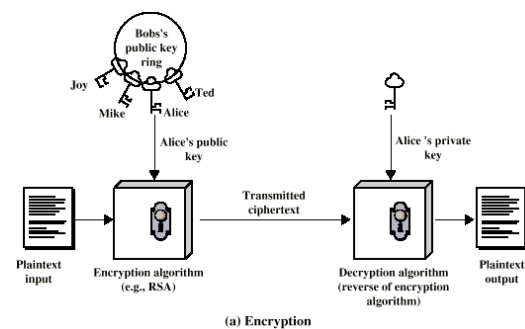 Bobs's
public key
ring
Joy
Ted
Mike
Alice
Alice's public
key
Alice 's private
key
Transmitted
ciphertext
Plaintext
input
Encryption algorithm
(e.g., RSA)
Decryption algorithm
(reverse of encryption
algorithm)
Plaintext
output
(a) Encryption